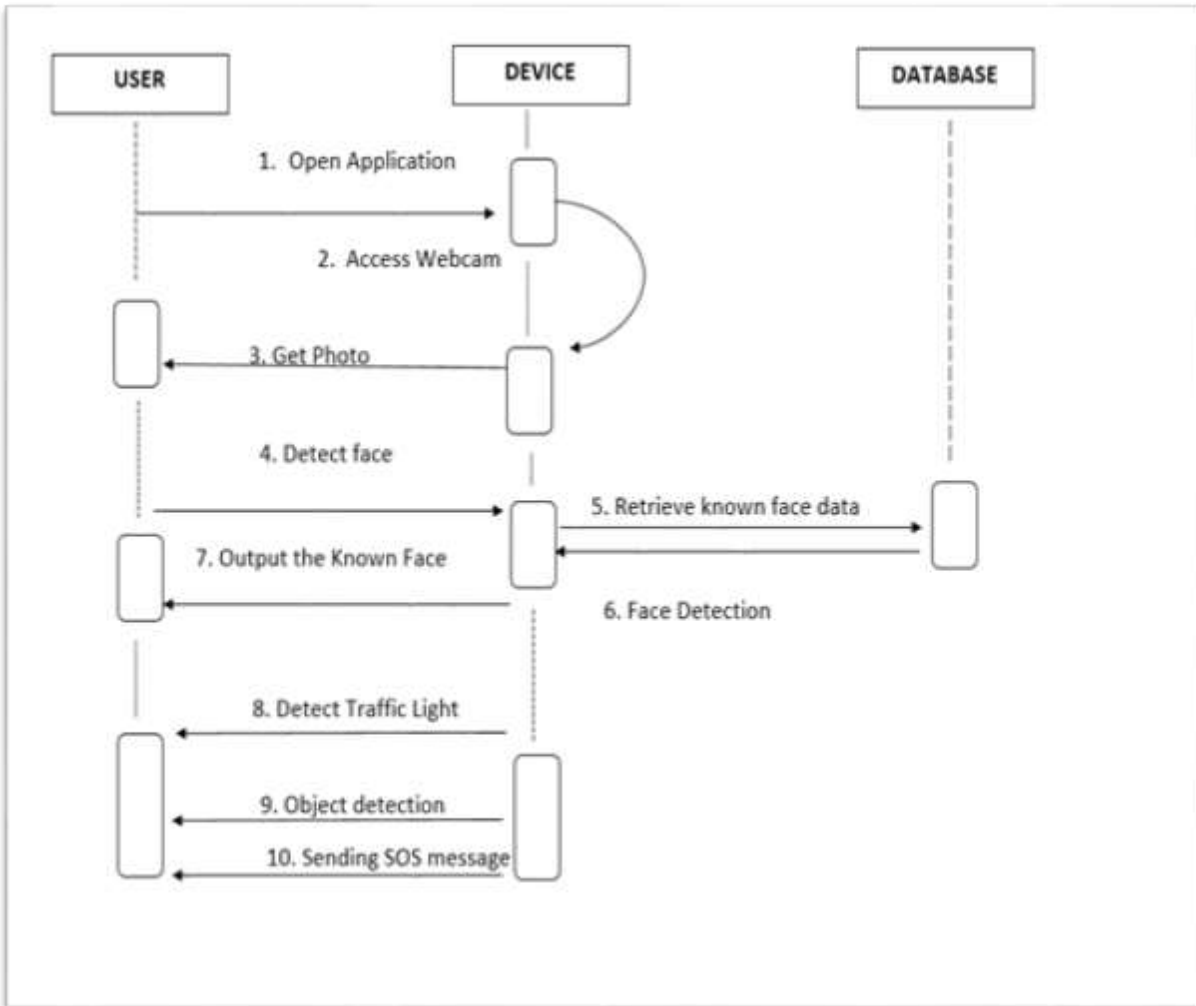 USER
DEVICE
DATABASE
1. Open Application
2. Access Webcam
3. Get Photo
4. Detect face
5. Retrieve known face data
7. Output the Known Face
6. Face Detection
8. Detect Traffic Light
9. Object detection
10. Sending SOS message